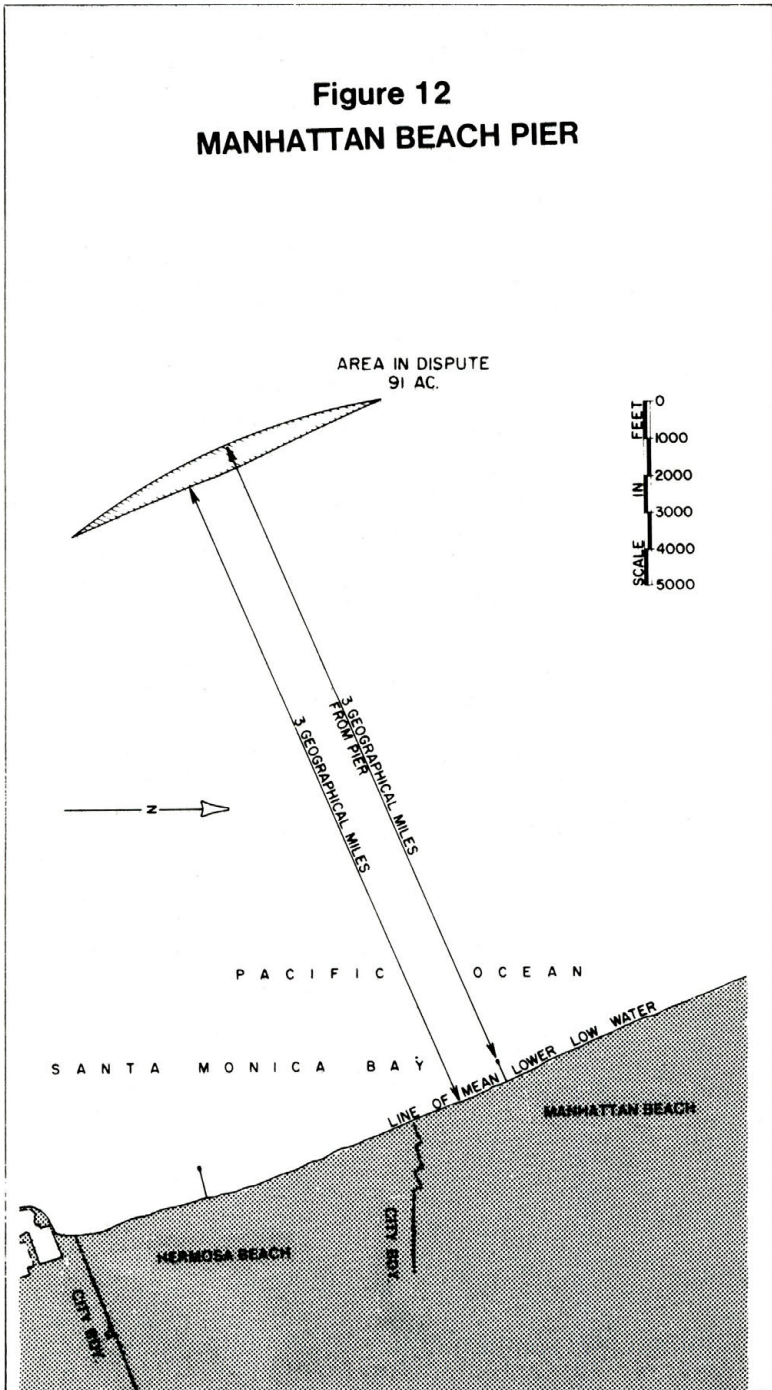 Figure 12
MANHATTAN BEACH PIER
AREA IN DISPUTE
91 AC.
SCALE IN FEET
0
1000
2000
3000
4000
5000
3 GEOGRAPHICAL MILES
FROM PIER
3 GEOGRAPHICAL MILES
N
PACIFIC OCEAN
SANTA MONICA BAY
LINE OF MEAN LOWER LOW WATER
MANHATTAN BEACH
CITY BDY.
HERMOSA BEACH
CITY BDY.